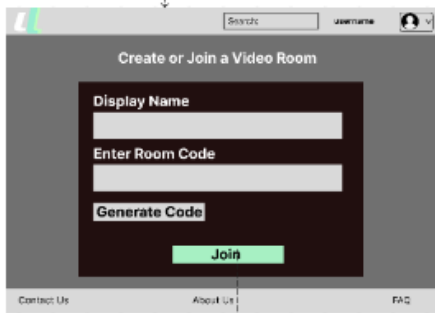 Search: username
Create or Join a Video Room
Display Name
Enter Room Code
Generate Code
Join
Contact Us About Us FAQ